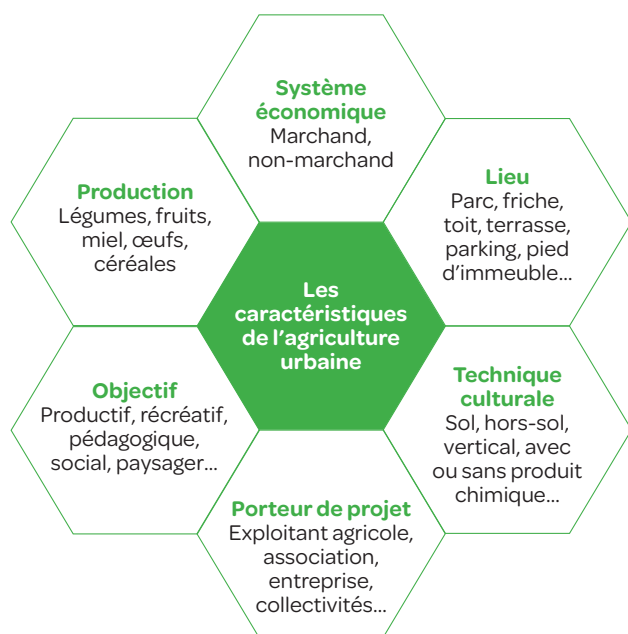 Système
économique
Marchand,
non-marchand
Production
Légumes, fruits,
miel, œufs,
céréales
Lieu
Parc, friche,
toit, terrasse,
parking, pied
d’immeuble...
Les
caractéristiques
de l’agriculture
urbaine
Objectif
Productif, récréatif,
pédagogique,
social, paysager...
Technique
culturale
Sol, hors-sol,
vertical, avec
ou sans produit
chimique...
Porteur de projet
Exploitant agricole,
association,
entreprise,
collectivités...